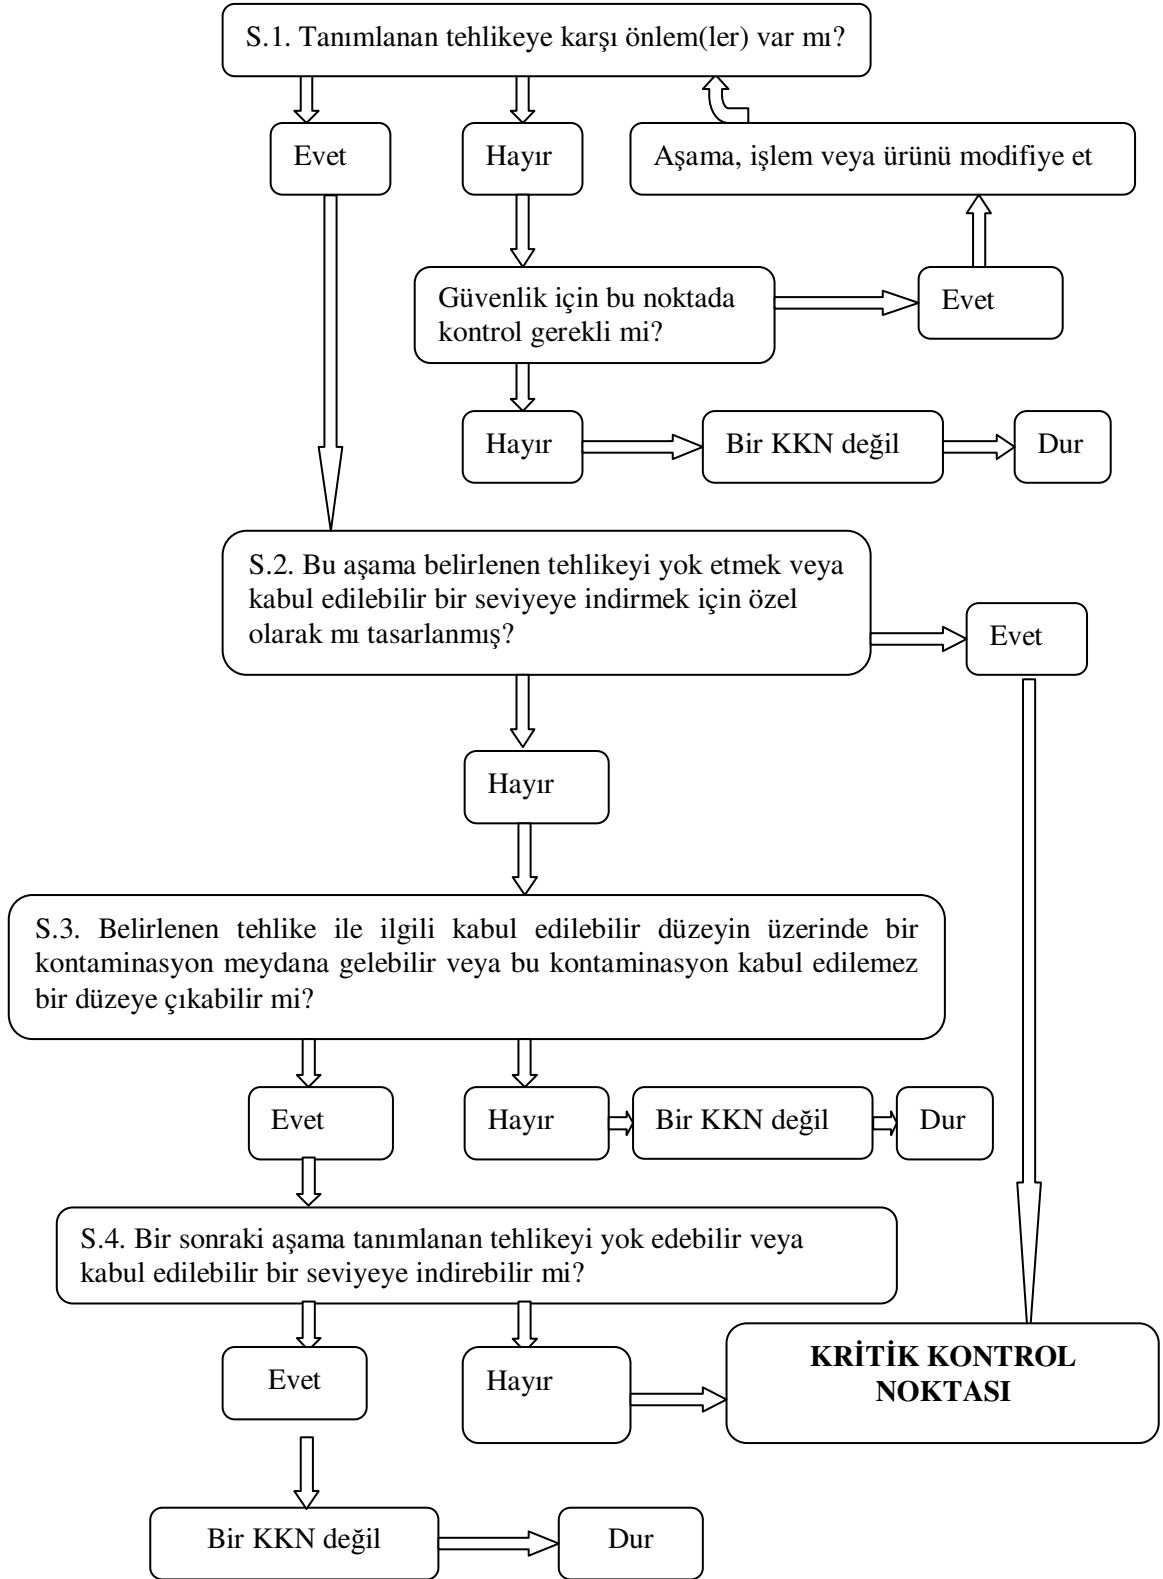 S.1. Tanımlanan tehlikeye karşı önlem(ler) var mı?
Evet
Hayır
Aşama, işlem veya ürünü modifiye et
Güvenlik için bu noktada
kontrol gerekli mi?
Evet
Hayır
Bir KKN değil
Dur
S.2. Bu aşama belirlenen tehlikeyi yok etmek veya
kabul edilebilir bir seviyeye indirmek için özel
olarak mı tasarlanmış?
Evet
Hayır
S.3. Belirlenen tehlike ile ilgili kabul edilebilir düzeyin üzerinde bir
kontaminasyon meydana gelebilir veya bu kontaminasyon kabul edilemez
bir düzeye çıkabilir mi?
Evet
Hayır
Bir KKN değil
Dur
S.4. Bir sonraki aşama tanımlanan tehlikeyi yok edebilir veya
kabul edilebilir bir seviyeye indirebilir mi?
Evet
Hayır
KRİTİK KONTROL
NOKTASI
Bir KKN değil
Dur